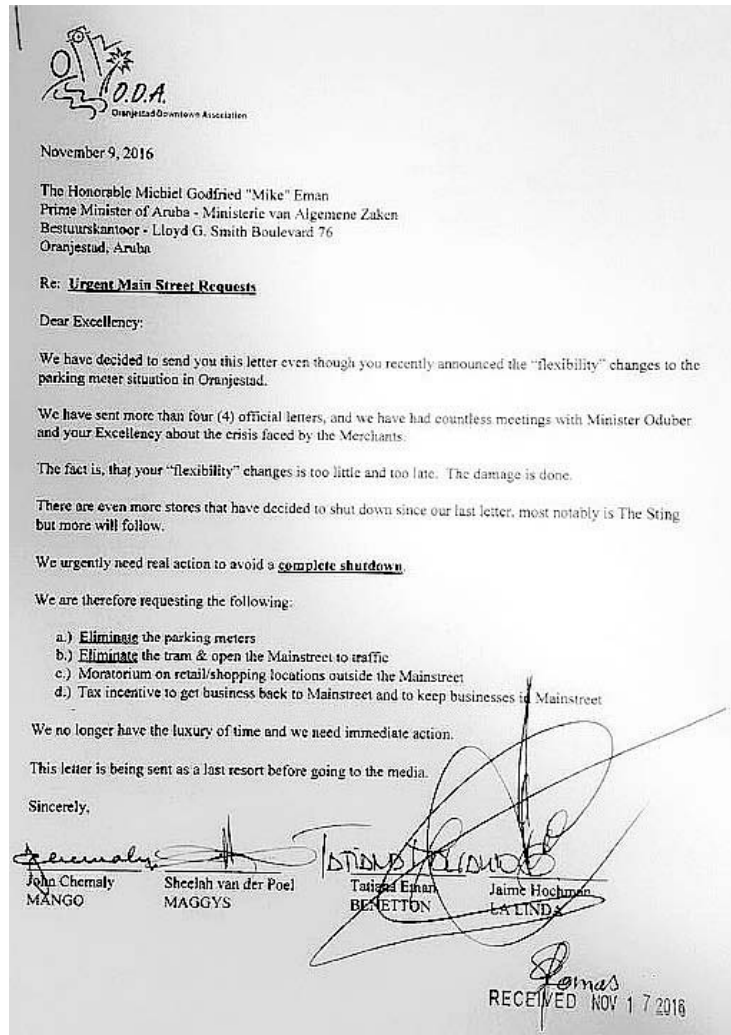 O.D.A.
Oranjestad Downtown Association
November 9, 2016
The Honorable Michiel Godfried "Mike" Eman
Prime Minister of Aruba - Ministerie van Algemene Zaken
Bestuurskantoor - Lloyd G. Smith Boulevard 76
Oranjestad, Aruba
Re: Urgent Main Street Requests
Dear Excellency:
We have decided to send you this letter even though you recently announced the "flexibility" changes to the
parking meter situation in Oranjestad.
We have sent more than four (4) official letters, and we have had countless meetings with Minister Oduber
and your Excellency about the crisis faced by the Merchants.
The fact is, that your "flexibility" changes is too little and too late. The damage is done.
There are even more stores that have decided to shut down since our last letter, most notably is The Sting
but more will follow.
We urgently need real action to avoid a complete shutdown.
We are therefore requesting the following:
a.) Eliminate the parking meters
b.) Eliminate the tram & open the Mainstreet to traffic
c.) Moratorium on retail/shopping locations outside the Mainstreet
d.) Tax incentive to get business back to Mainstreet and to keep businesses in Mainstreet
We no longer have the luxury of time and we need immediate action.
This letter is being sent as a last resort before going to the media.
Sincerely,
John Chemaly Sheelah van der Poel Tatiana Eman Jaime Hochman
MANGO MAGGYS BENETTON LA LINDA
RECEIVED NOV 17 2016